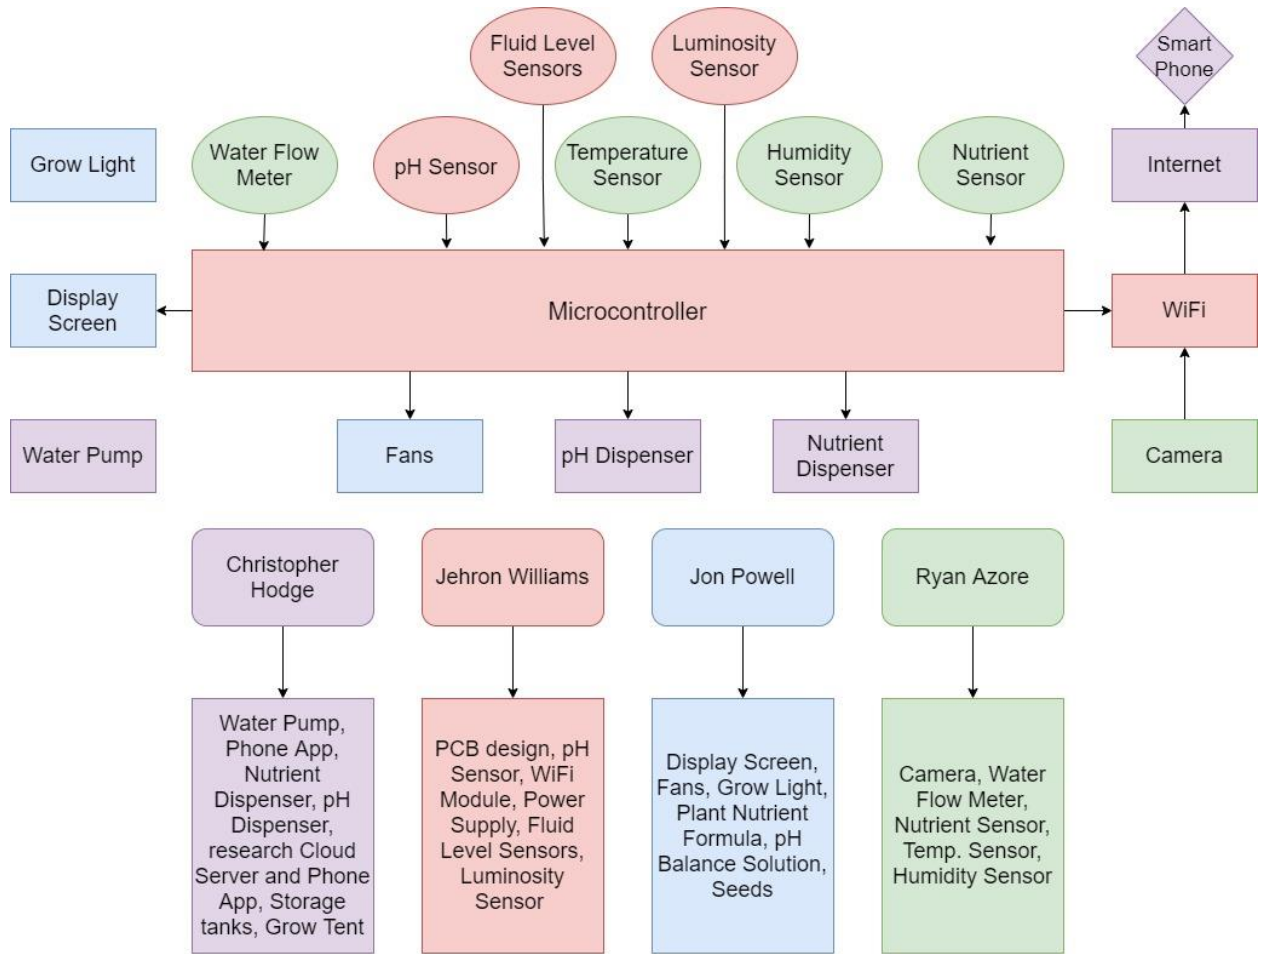 Fluid Level
Sensors
Luminosity
Sensor
Smart
Phone
Grow Light
Water Flow
Meter
pH Sensor
Temperature
Sensor
Humidity
Sensor
Nutrient
Sensor
Internet
Display
Screen
Microcontroller
WiFi
Water Pump
Fans
pH Dispenser
Nutrient
Dispenser
Camera
Christopher
Hodge
Jehron Williams
Jon Powell
Ryan Azore
Water Pump,
Phone App,
Nutrient
Dispenser, pH
Dispenser,
research Cloud
Server and Phone
App, Storage
tanks, Grow Tent
PCB design, pH
Sensor, WiFi
Module, Power
Supply, Fluid
Level Sensors,
Luminosity
Sensor
Display Screen,
Fans, Grow Light,
Plant Nutrient
Formula, pH
Balance Solution,
Seeds
Camera, Water
Flow Meter,
Nutrient Sensor,
Temp. Sensor,
Humidity Sensor